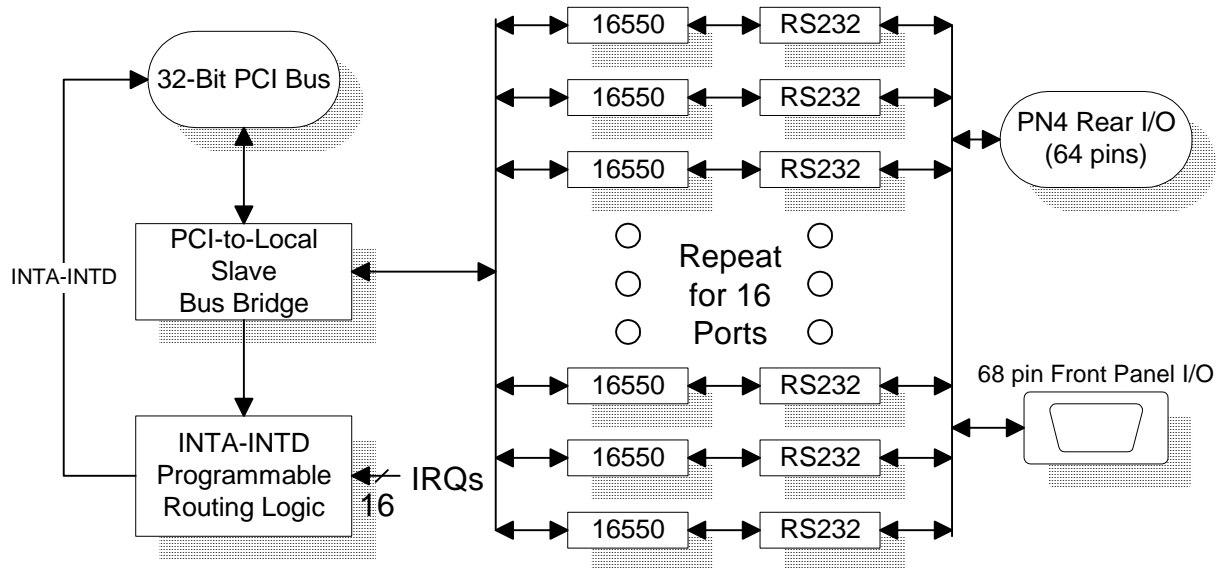 32-Bit PCI Bus
INTA-INTD
PCI-to-Local
Slave
Bus Bridge
INTA-INTD
Programmable
Routing Logic
IRQs
16
16550
RS232
16550
RS232
16550
RS232
Repeat
for 16
Ports
16550
RS232
16550
RS232
16550
RS232
PN4 Rear I/O
(64 pins)
68 pin Front Panel I/O